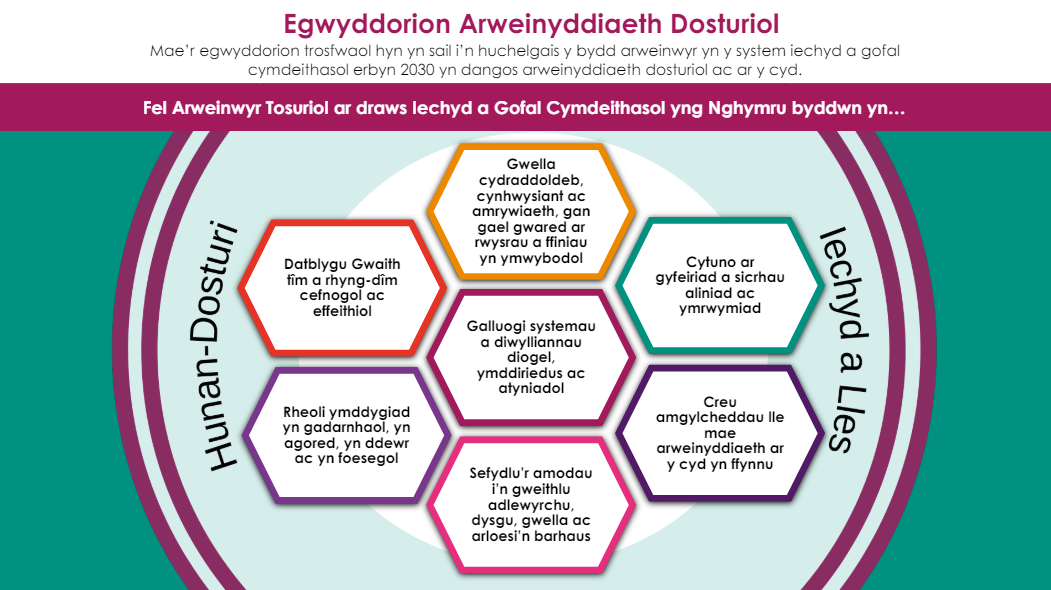 Egwyddorion Arweinyddiaeth Dosturiol
Mae'r egwyddorion trosfwaol hyn yn sail i'n huchelgais y bydd arweinwyr yn y system iechyd a gofal
cymdeithasol erbyn 2030 yn dangos arweinyddiaeth dosturiol ac ar y cyd.
Fel Arweinwyr Tosuriol ar draws Iechyd a Gofal Cymdeithasol yng Nghymru byddwn yn...
Gwella
cydraddoldeb,
cynhwysiant ac
amrywiaeth, gan
gael gwared ar
rwysrau a ffiniau
yn ymwybodol
Hunan-Dosturi
Datblygu Gwaith
tîm a rhyng-dîm
cefnogol ac
effeithiol
Cytuno ar
gyfeiriad a sicrhau
aliniad ac
ymrwymiad
Iechyd a Lles
Galluogi systemau
a diwylliannau
diogel,
ymddiriedus ac
atyniadol
Rheoli ymddygiad
yn gadarnhaol, yn
agored, yn ddewr
ac yn foesegol
Creu
amgylcheddau lle
mae
arweinyddiaeth ar
y cyd yn ffynnu
Sefydlu'r amodau
i'n gweithlu
adlewyrchu,
dysgu, gwella ac
arloesi'n barhaus